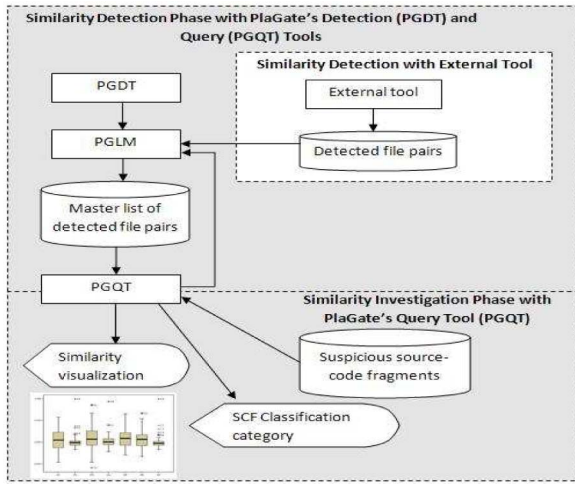 Similarity Detection Phase with PlaGate's Detection (PGDT) and
Query (PGQT) Tools
Similarity Detection with External Tool
PGDT
External tool
PGLM
Detected file pairs
Master list of
detected file pairs
PGQT
Similarity Investigation Phase with
PlaGate's Query Tool (PGQT)
Similarity
visualization
Suspicious source-
code fragments
SCF Classification
category